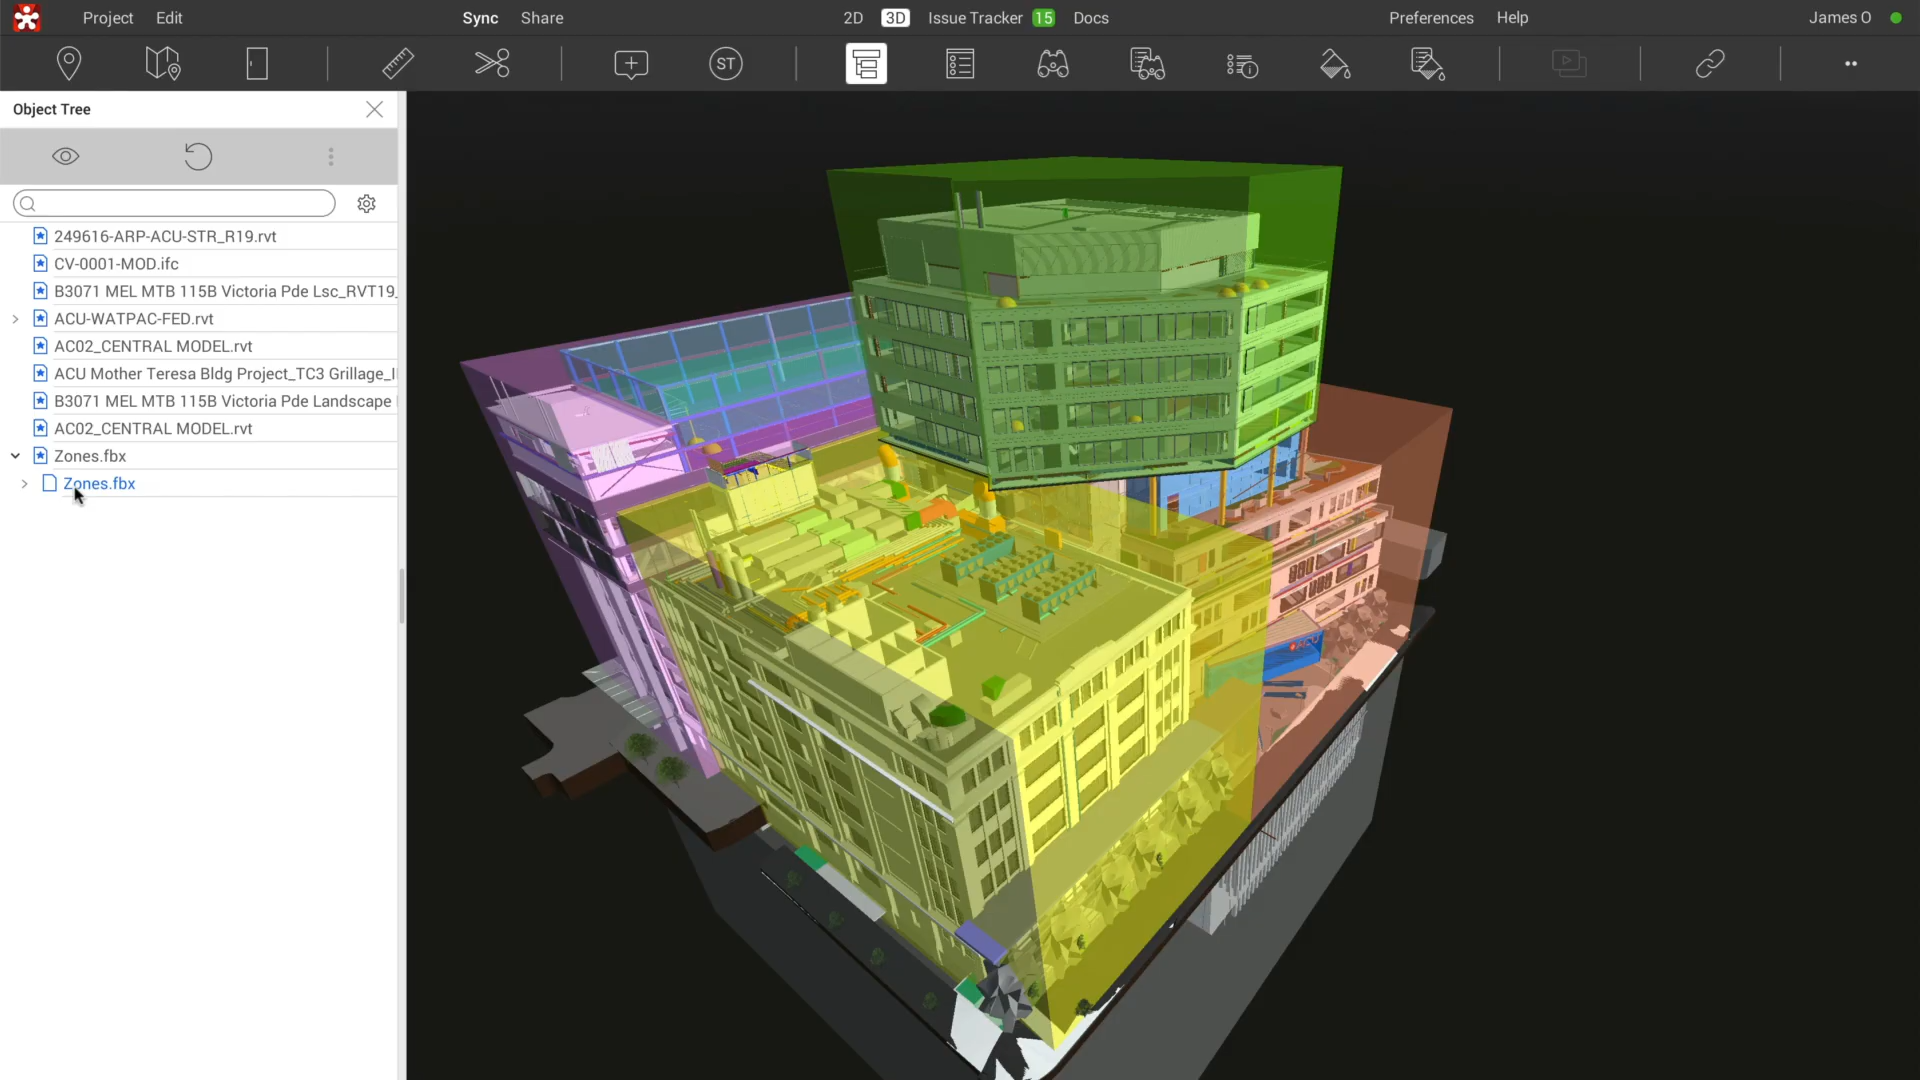 Project Edit Sync Share 2D 3D Issue Tracker 15 Docs Preferences Help James O
ST
Object Tree
249616-ARP-ACU-STR_R19.rvt
CV-0001-MOD.ifc
B3071 MEL MTB 115B Victoria Pde Lsc_RVT19_
ACU-WATPAC-FED.rvt
AC02_CENTRAL MODEL.rvt
ACU Mother Teresa Bldg Project_TC3 Grillage_I
B3071 MEL MTB 115B Victoria Pde Landscape
AC02_CENTRAL MODEL.rvt
Zones.fbx
Zones.fbx